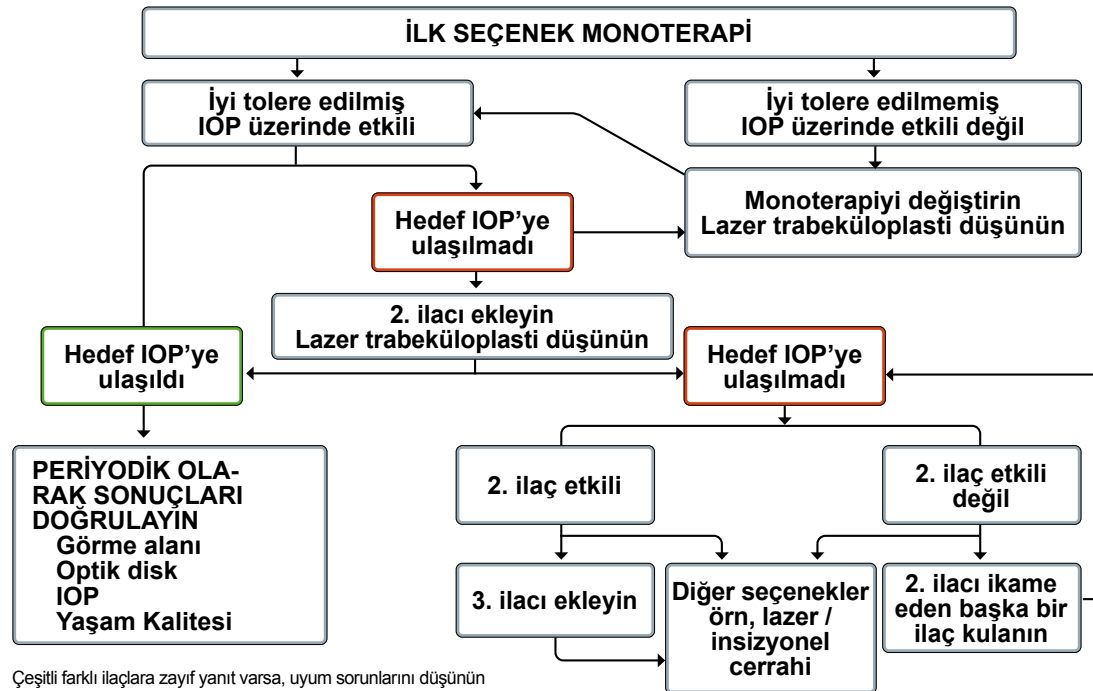 İLK SEÇENEK MONOTERAPİ
İyi tolere edilmiş
IOP üzerinde etkili
İyi tolere edilmemiş
IOP üzerinde etkili değil
Monoterapiyi değiştirin
Lazer trabeküloplasti düşünün
Hedef IOP’ye
ulaşılmadı
2. ilacı ekleyin
Lazer trabeküloplasti düşünün
Hedef IOP’ye
ulaşıldı
Hedef IOP’ye
ulaşılmadı
PERİYODİK OLA-
RAK SONUÇLARI
DOĞRULAYIN
Görme alanı
Optik disk
IOP
Yaşam Kalitesi
2. ilaç etkili
2. ilaç etkili
değil
3. ilacı ekleyin
Diğer seçenekler
örn, lazer /
insizyonel
cerrahi
2. ilacı ikame
eden başka bir
ilaç kulanın
Çeşitli farklı ilaçlara zayıf yanıt varsa, uyum sorunlarını düşünün